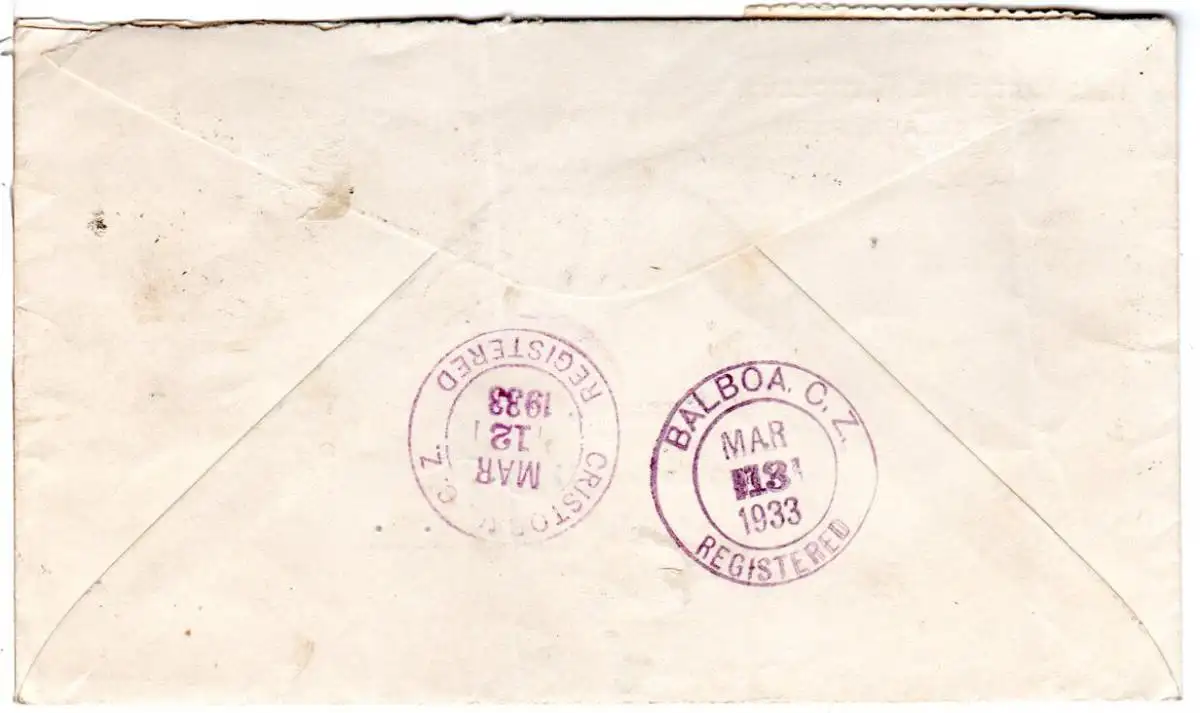 CRISTOBAL C. Z.
MAR
12
1933
REGISTERED
BALBOA. C. Z.
MAR
13
1933
REGISTERED